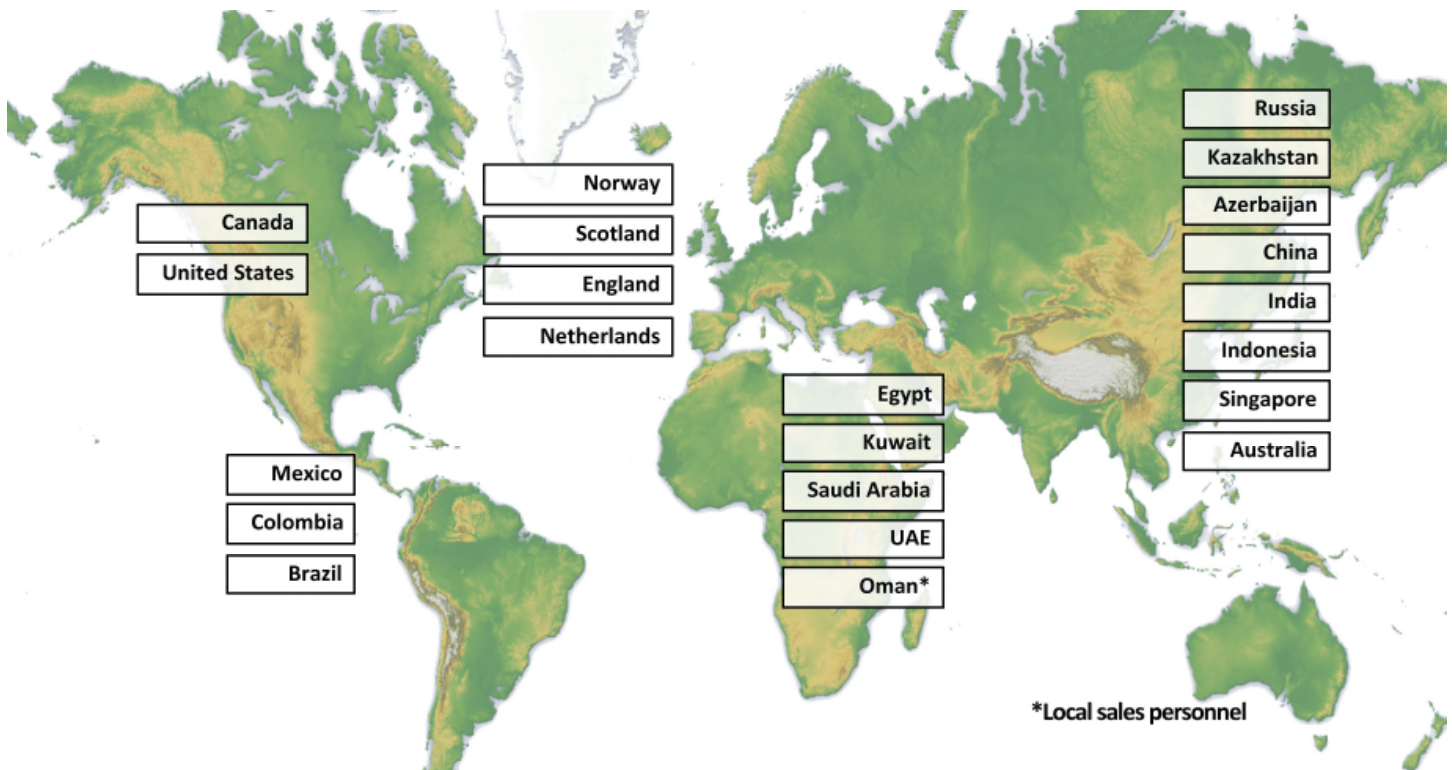 Canada
United States
Mexico
Colombia
Brazil
Norway
Scotland
England
Netherlands
Egypt
Kuwait
Saudi Arabia
UAE
Oman*
Russia
Kazakhstan
Azerbaijan
China
India
Indonesia
Singapore
Australia
*Local sales personnel